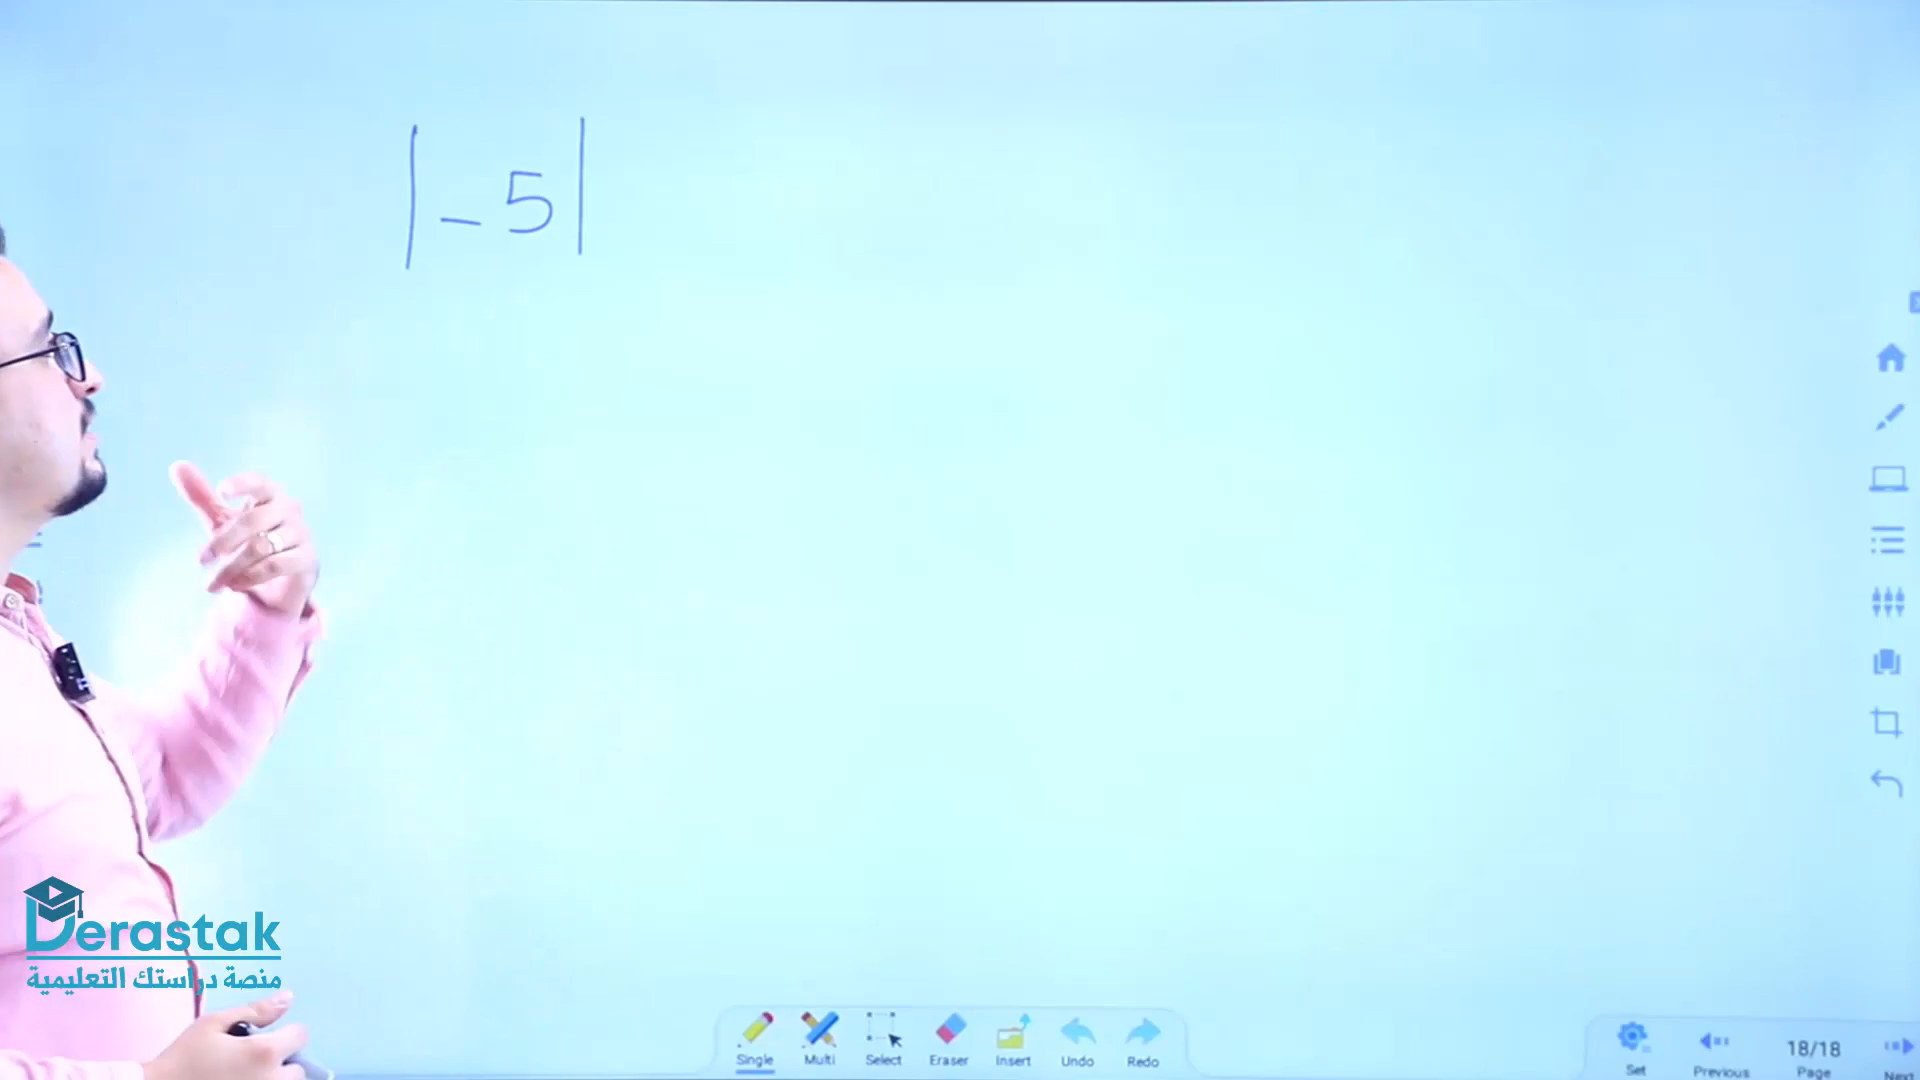 |-5|
Derastak
منصة دراستك التعليمية
Single Multi Select Eraser Insert Undo Redo
Set Previous 18/18 Page Next